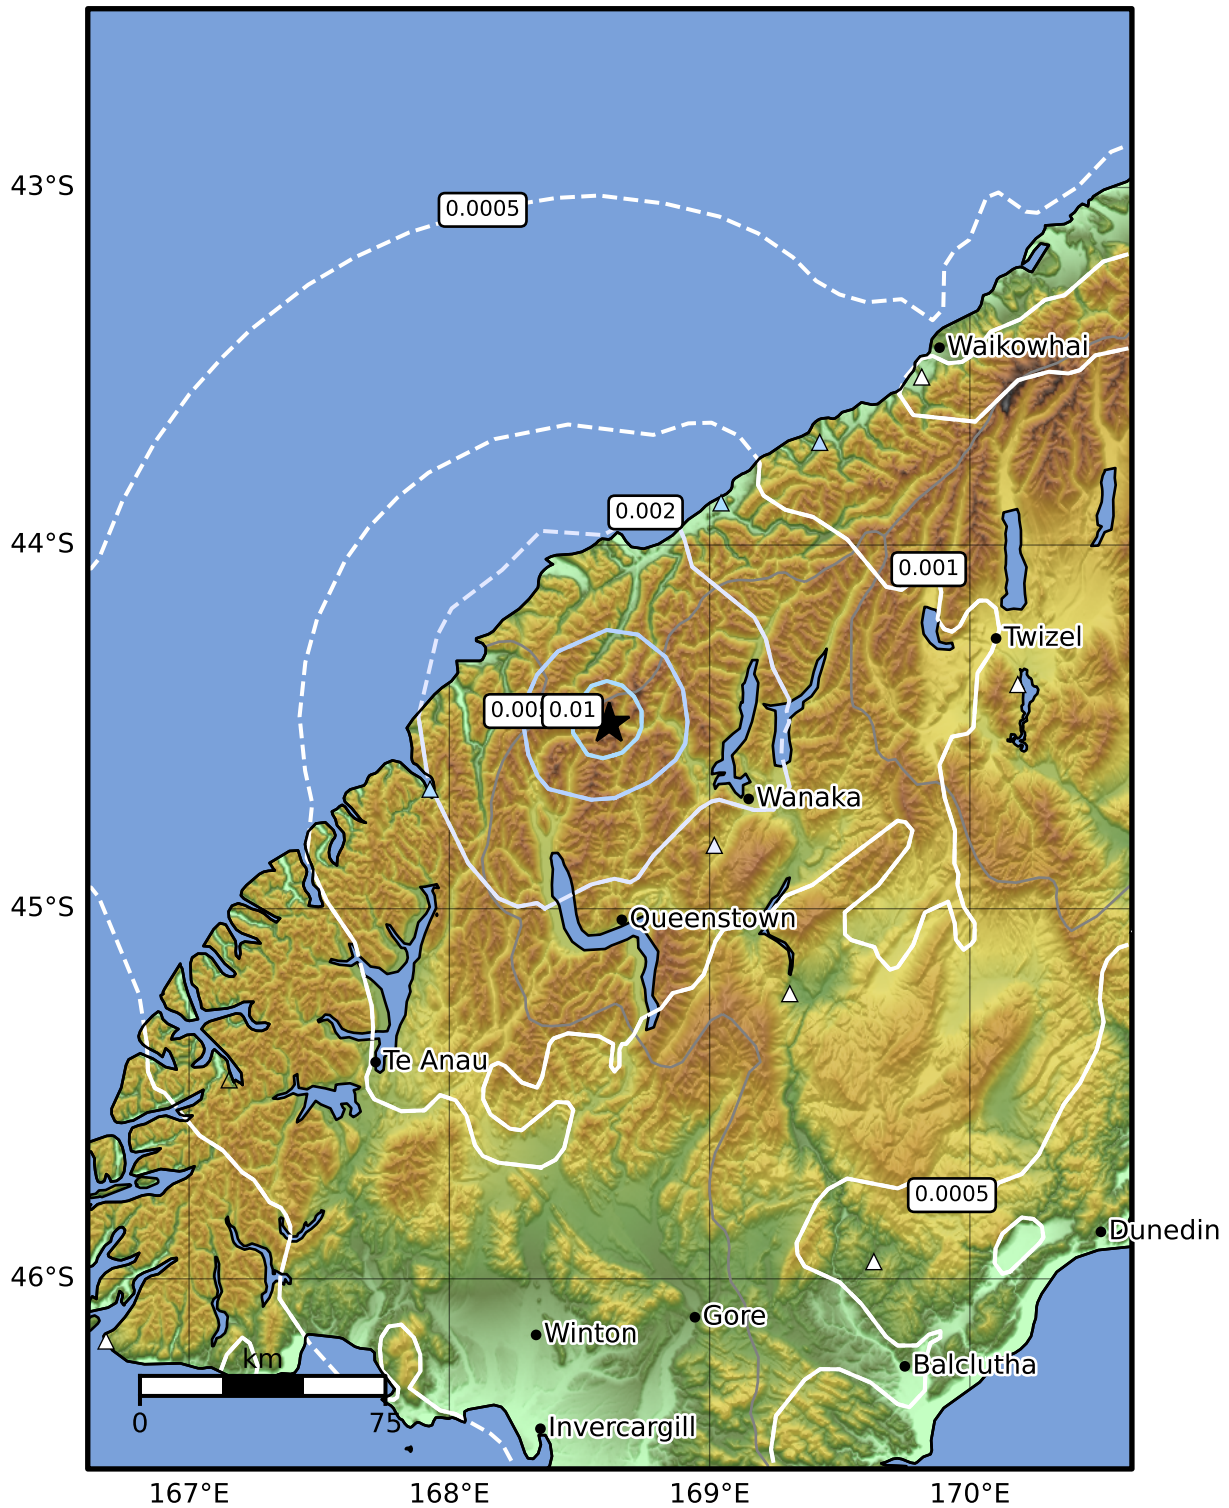 43°S
0.0005
Waikowhai
0.002
44°S
0.001
Twizel
0.01
Wanaka
45°S
Queenstown
Te Anau
0.0005
Dunedin
46°S
Gore
Winton
km
Balclutha
0
75
Invercargill
167°E
168°E
169°E
170°E